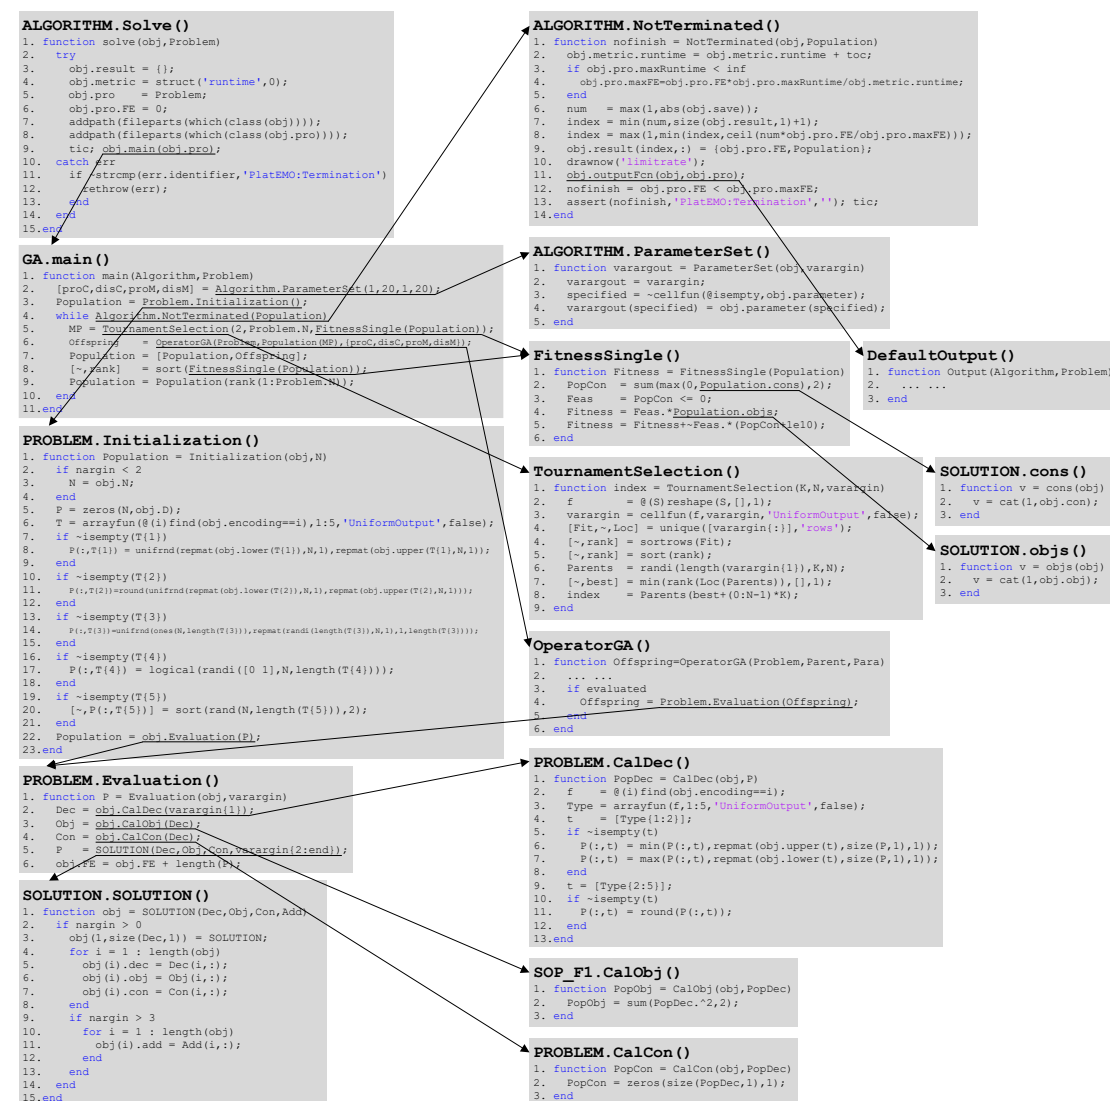 ALGORITHM.Solve()
1. function solve(obj,Problem)
2. try
3. obj.result = {};
4. obj.metric = struct('runtime',0);
5. obj.pro = Problem;
6. obj.pro.FE = 0;
7. addpath(fileparts(which(class(obj))));
8. addpath(fileparts(which(class(obj.pro))));
9. tic; obj.main(obj.pro);
10. catch err
11. if ~strcmp(err.identifier,'PlatEMO:Termination')
12. rethrow(err);
13. end
14. end
15.end
GA.main()
1. function main(Algorithm,Problem)
2. [proC,disC,proM,disM] = Algorithm.ParameterSet(1,20,1,20);
3. Population = Problem.Initialization();
4. while Algorithm.NotTerminated(Population)
5. MP = TournamentSelection(2,Problem.N,FitnessSingle(Population));
6. Offspring = OperatorGA(Problem,Population(MP),{proC,disC,proM,disM});
7. Population = [Population,Offspring];
8. [~,rank] = sort(FitnessSingle(Population));
9. Population = Population(rank(1:Problem.N));
10. end
11.end
PROBLEM.Initialization()
1. function Population = Initialization(obj,N)
2. if nargin < 2
3. N = obj.N;
4. end
5. P = zeros(N,obj.D);
6. T = arrayfun(@(i)find(obj.encoding==i),1:5,'UniformOutput',false);
7. if ~isempty(T{1})
8. P(:,T{1}) = unifrnd(repmat(obj.lower(T{1}),N,1),repmat(obj.upper(T{1},N,1));
9. end
10. if ~isempty(T{2})
11. P(:,T{2})=round(unifrnd(repmat(obj.lower(T{2}),N,1),repmat(obj.upper(T{2},N,1)));
12. end
13. if ~isempty(T{3})
14. P(:,T{3})=unifrnd(ones(N,length(T{3})),repmat(randi(length(T{3}),N,1),1,length(T{3})));
15. end
16. if ~isempty(T{4})
17. P(:,T{4}) = logical(randi([0 1],N,length(T{4})));
18. end
19. if ~isempty(T{5})
20. [~,P(:,T{5})] = sort(rand(N,length(T{5})),2);
21. end
22. Population = obj.Evaluation(P);
23.end
PROBLEM.Evaluation()
1. function P = Evaluation(obj,varargin)
2. Dec = obj.CalDec(varargin{1});
3. Obj = obj.CalObj(Dec);
4. Con = obj.CalCon(Dec);
5. P = SOLUTION(Dec,Obj,Con,varargin{2:end});
6. obj.FE = obj.FE + length(P);
SOLUTION.SOLUTION()
1. function obj = SOLUTION(Dec,Obj,Con,Add)
2. if nargin > 0
3. obj(1,size(Dec,1)) = SOLUTION;
4. for i = 1 : length(obj)
5. obj(i).dec = Dec(i,:);
6. obj(i).obj = Obj(i,:);
7. obj(i).con = Con(i,:);
8. end
9. if nargin > 3
10. for i = 1 : length(obj)
11. obj(i).add = Add(i,:);
12. end
13. end
14. end
15.end
ALGORITHM.NotTerminated()
1. function nofinish = NotTerminated(obj,Population)
2. obj.metric.runtime = obj.metric.runtime + toc;
3. if obj.pro.maxRuntime < inf
4. obj.pro.maxFE=obj.pro.FE*obj.pro.maxRuntime/obj.metric.runtime;
5. end
6. num = max(1,abs(obj.save));
7. index = min(num,size(obj.result,1)+1);
8. index = max(1,min(index,ceil(num*obj.pro.FE/obj.pro.maxFE)));
9. obj.result(index,:) = {obj.pro.FE,Population};
10. drawnow('limitrate');
11. obj.outputFcn(obj,obj.pro);
12. nofinish = obj.pro.FE < obj.pro.maxFE;
13. assert(nofinish,'PlatEMO:Termination',''); tic;
14.end
ALGORITHM.ParameterSet()
1. function varargout = ParameterSet(obj,varargin)
2. varargout = varargin;
3. specified = ~cellfun(@isempty,obj.parameter);
4. varargout(specified) = obj.parameter(specified);
5. end
FitnessSingle()
1. function Fitness = FitnessSingle(Population)
2. PopCon = sum(max(0,Population.cons),2);
3. Feas = PopCon <= 0;
4. Fitness = Feas.*Population.objs;
5. Fitness = Fitness+~Feas.*(PopCon+1e10);
6. end
DefaultOutput()
1. function Output(Algorithm,Problem)
2. ... ...
3. end
TournamentSelection()
1. function index = TournamentSelection(K,N,varargin)
2. f = @(S)reshape(S,[],1);
3. varargin = cellfun(f,varargin,'UniformOutput',false);
4. [Fit,~,Loc] = unique([varargin{:}],'rows');
4. [~,rank] = sortrows(Fit);
5. [~,rank] = sort(rank);
6. Parents = randi(length(varargin{1}),K,N);
7. [~,best] = min(rank(Loc(Parents)),[],1);
8. index = Parents(best+(0:N-1)*K);
9. end
SOLUTION.cons()
1. function v = cons(obj)
2. v = cat(1,obj.con);
3. end
SOLUTION.objs()
1. function v = objs(obj)
2. v = cat(1,obj.obj);
3. end
OperatorGA()
1. function Offspring=OperatorGA(Problem,Parent,Para)
2. ... ...
3. if evaluated
4. Offspring = Problem.Evaluation(Offspring);
5. end
6. end
PROBLEM.CalDec()
1. function PopDec = CalDec(obj,P)
2. f = @(i)find(obj.encoding==i);
3. Type = arrayfun(f,1:5,'UniformOutput',false);
4. t = [Type{1:2}];
5. if ~isempty(t)
6. P(:,t) = min(P(:,t),repmat(obj.upper(t),size(P,1),1));
7. P(:,t) = max(P(:,t),repmat(obj.lower(t),size(P,1),1));
8. end
9. t = [Type{2:5}];
10. if ~isempty(t)
11. P(:,t) = round(P(:,t));
12. end
13.end
SOP_F1.CalObj()
1. function PopObj = CalObj(obj,PopDec)
2. PopObj = sum(PopDec.^2,2);
3. end
PROBLEM.CalCon()
1. function PopCon = CalCon(obj,PopDec)
2. PopCon = zeros(size(PopDec,1),1);
3. end